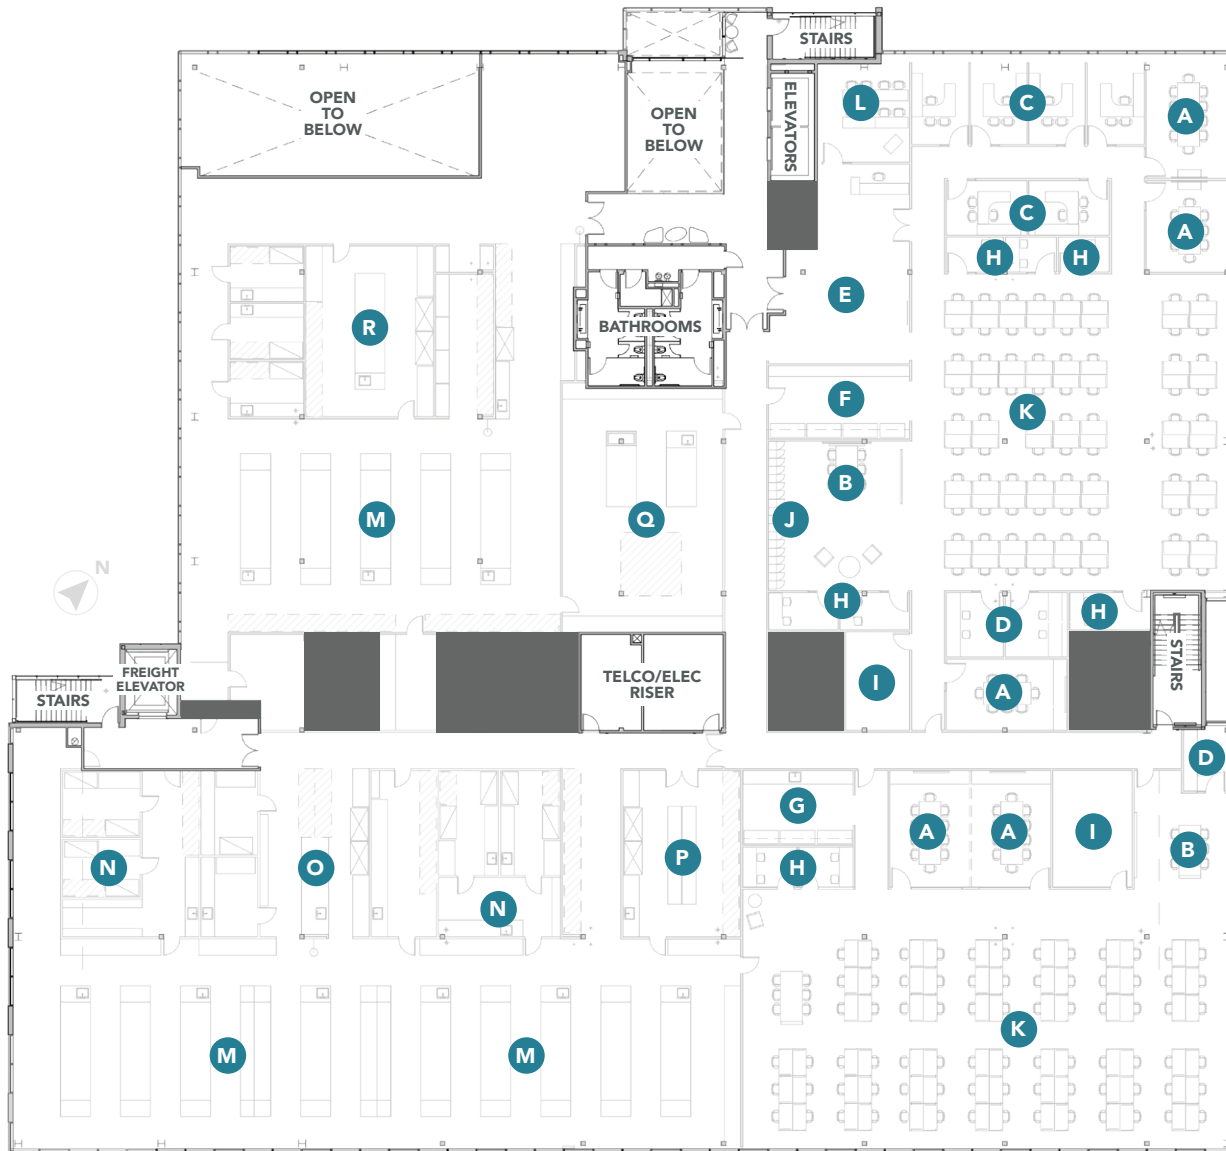 STAIRS
OPEN
TO
BELOW
OPEN
TO
BELOW
ELEVATORS
L
C
A
C
A
H
H
E
R
BATHROOMS
F
K
B
M
Q
J
N
H
D
H
STAIRS
FREIGHT
ELEVATOR
STAIRS
TELCO/ELEC
RISER
I
A
D
G
N
O
P
H
A
A
I
B
N
K
M
M